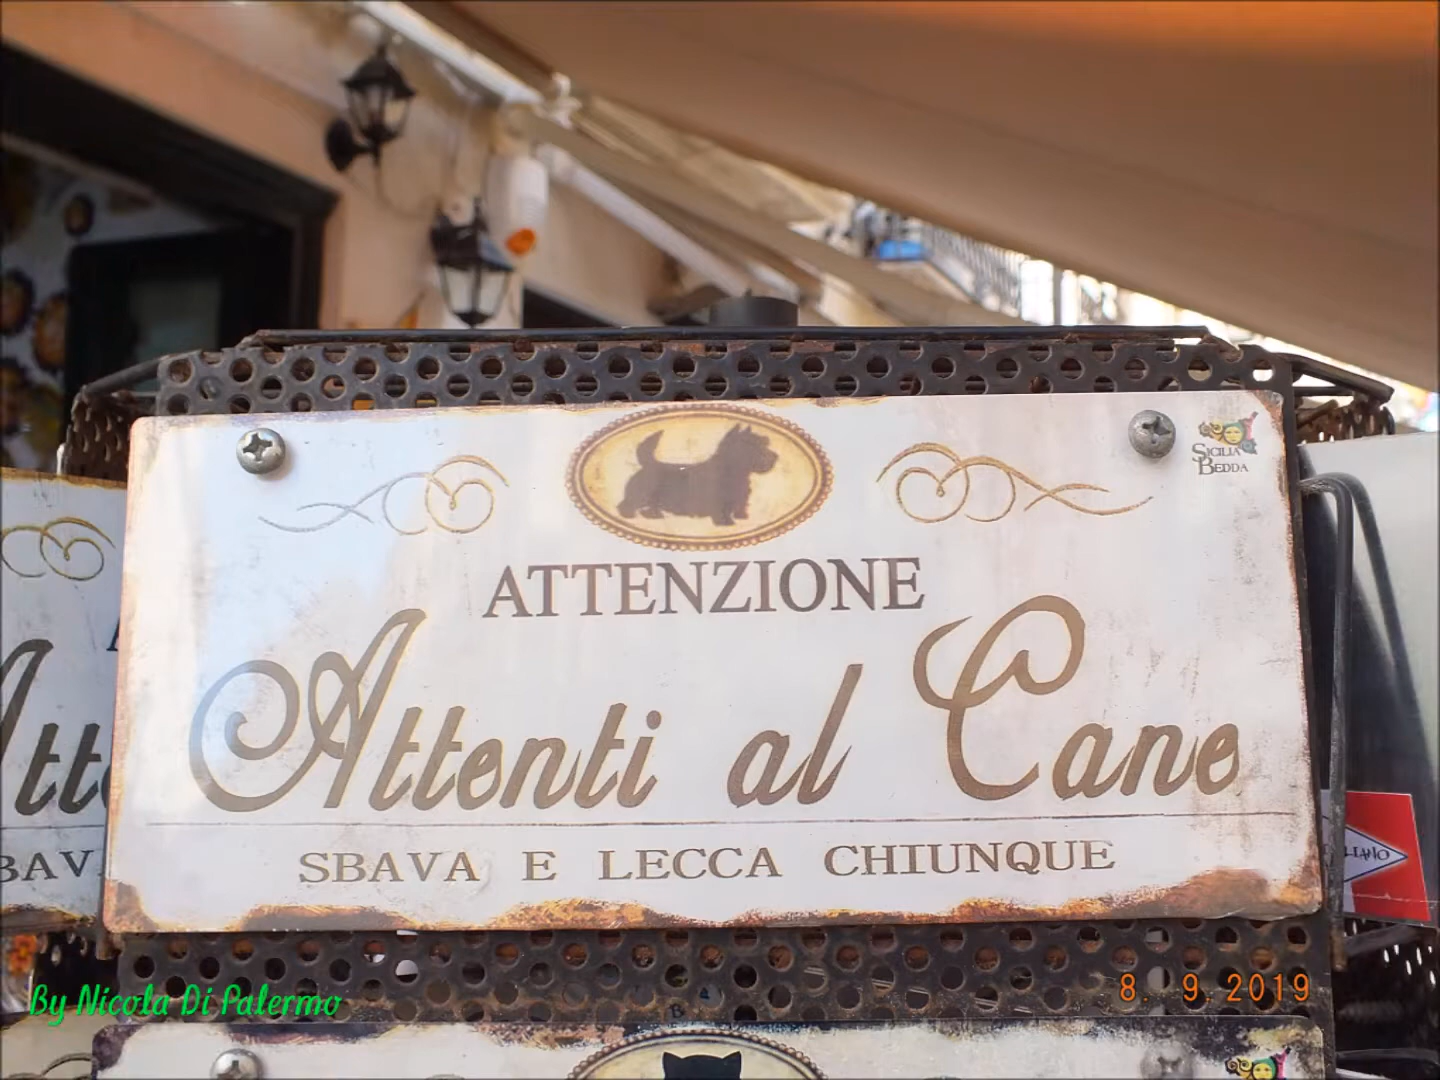 SICILIA
BEDDA
ATTENZIONE
Attenti al Cane
SBAVA E LECCA CHIUNQUE
By Nicola Di Palermo
8. 9.2019